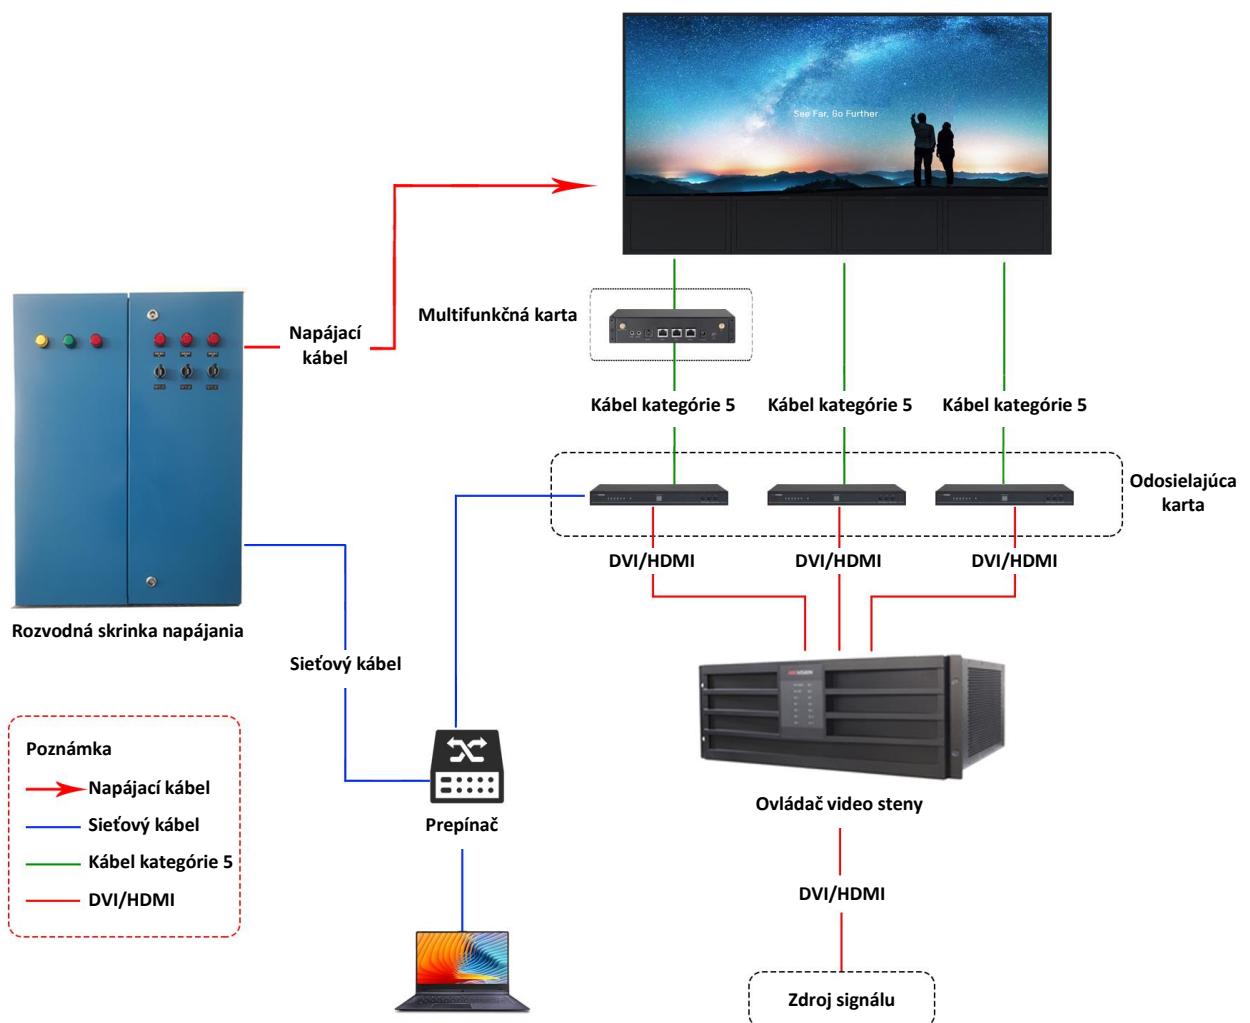 See Far, Go Further
Multifunkčná karta
Napájací
kábel
Kábel kategórie 5
Kábel kategórie 5
Kábel kategórie 5
Odosielajúca
karta
DVI/HDMI
DVI/HDMI
DVI/HDMI
Rozvodná skrinka napájania
Sieťový kábel
HIKVISION
Poznámka
Napájací kábel
Sieťový kábel
Kábel kategórie 5
DVI/HDMI
Prepínač
Ovládač video steny
DVI/HDMI
Zdroj signálu